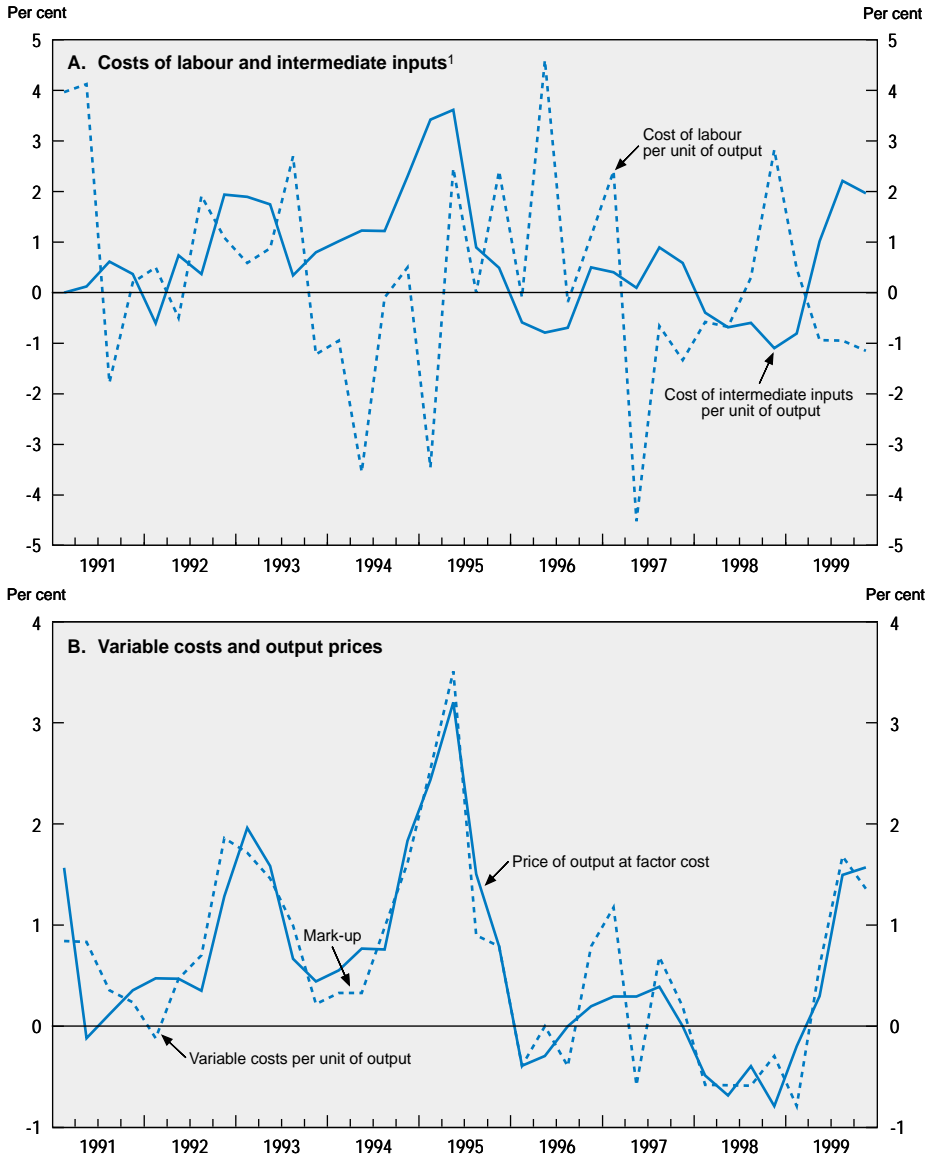 Per cent Per cent
5 5
A. Costs of labour and intermediate inputs1
4 4
3 3
Cost of labour
per unit of output
2 2
1 1
0 0
-1 -1
Cost of intermediate inputs
per unit of output
-2 -2
-3 -3
-4 -4
-5 -5
1991 1992 1993 1994 1995 1996 1997 1998 1999
Per cent Per cent
4 4
B. Variable costs and output prices
3 3
2 2
Price of output at factor cost
1 1
Mark-up
0 0
Variable costs per unit of output
-1 -1
1991 1992 1993 1994 1995 1996 1997 1998 1999